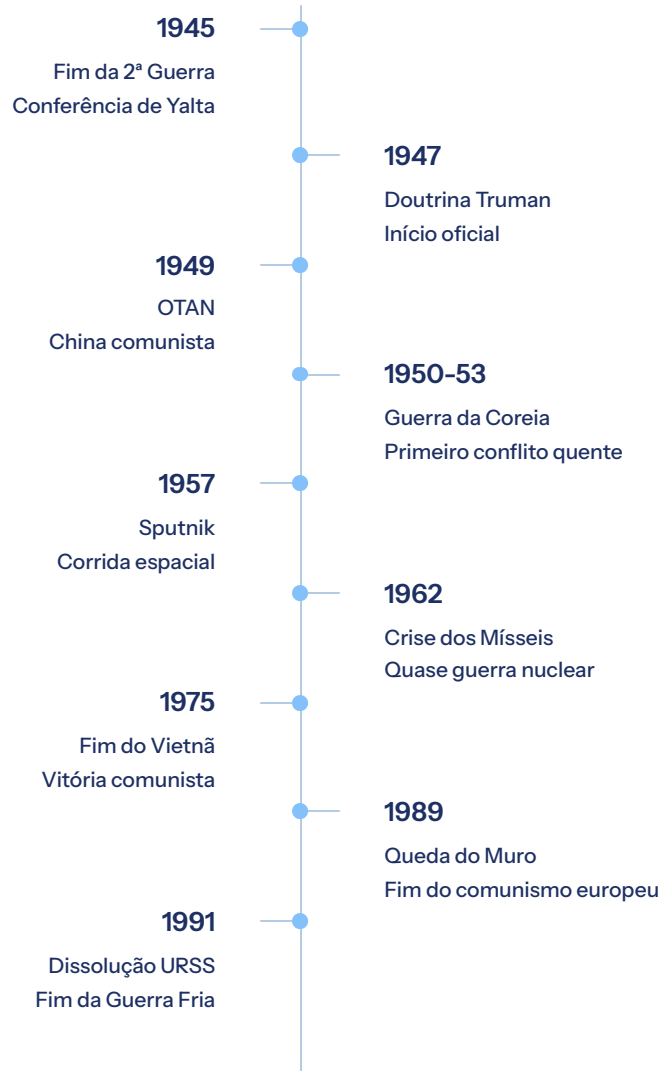 1945
Fim da 2ª Guerra
Conferência de Yalta
1947
Doutrina Truman
Início oficial
1949
OTAN
China comunista
1950-53
Guerra da Coreia
Primeiro conflito quente
1957
Sputnik
Corrida espacial
1962
Crise dos Mísseis
Quase guerra nuclear
1975
Fim do Vietnã
Vitória comunista
1989
Queda do Muro
Fim do comunismo europeu
1991
Dissolução URSS
Fim da Guerra Fria